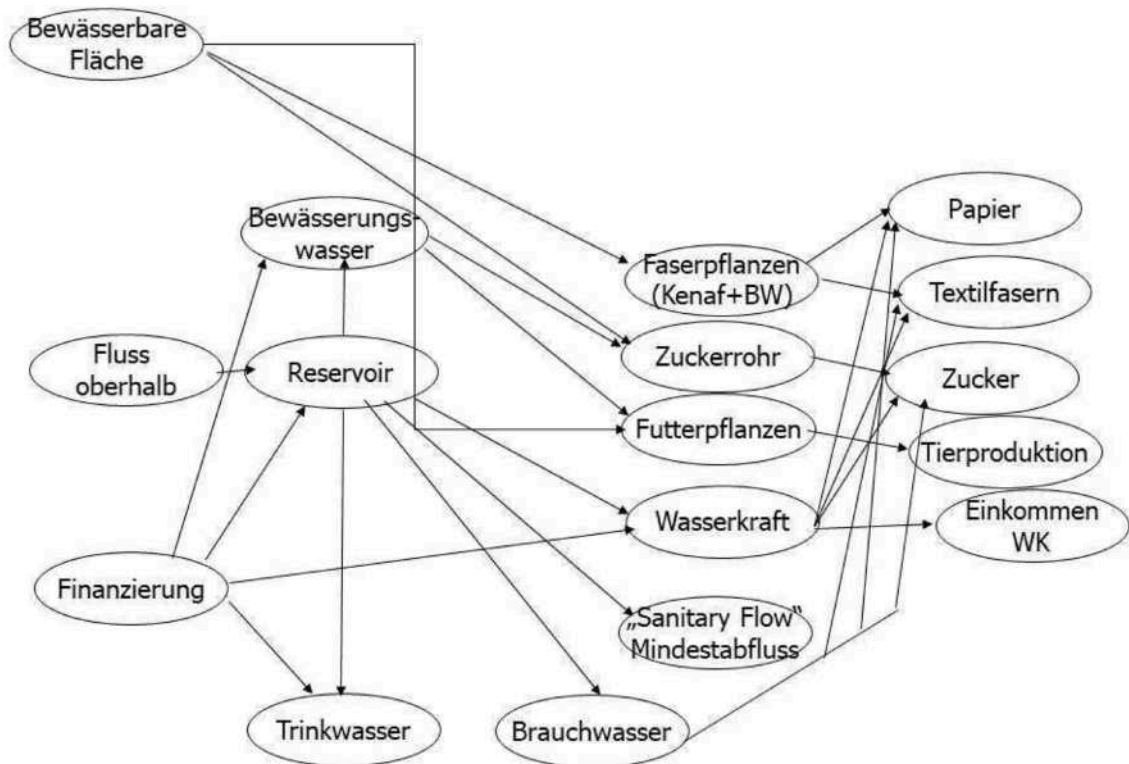 Bewässerbare
Fläche
Bewässerungs-
wasser
Papier
Faserpflanzen
(Kenaf+BW)
Textilfasern
Fluss
oberhalb
Reservoir
Zuckerrohr
Zucker
Futterpflanzen
Tierproduktion
Wasserkraft
Einkommen
WK
Finanzierung
„Sanitary Flow“
Mindestabfluss
Trinkwasser
Brauchwasser